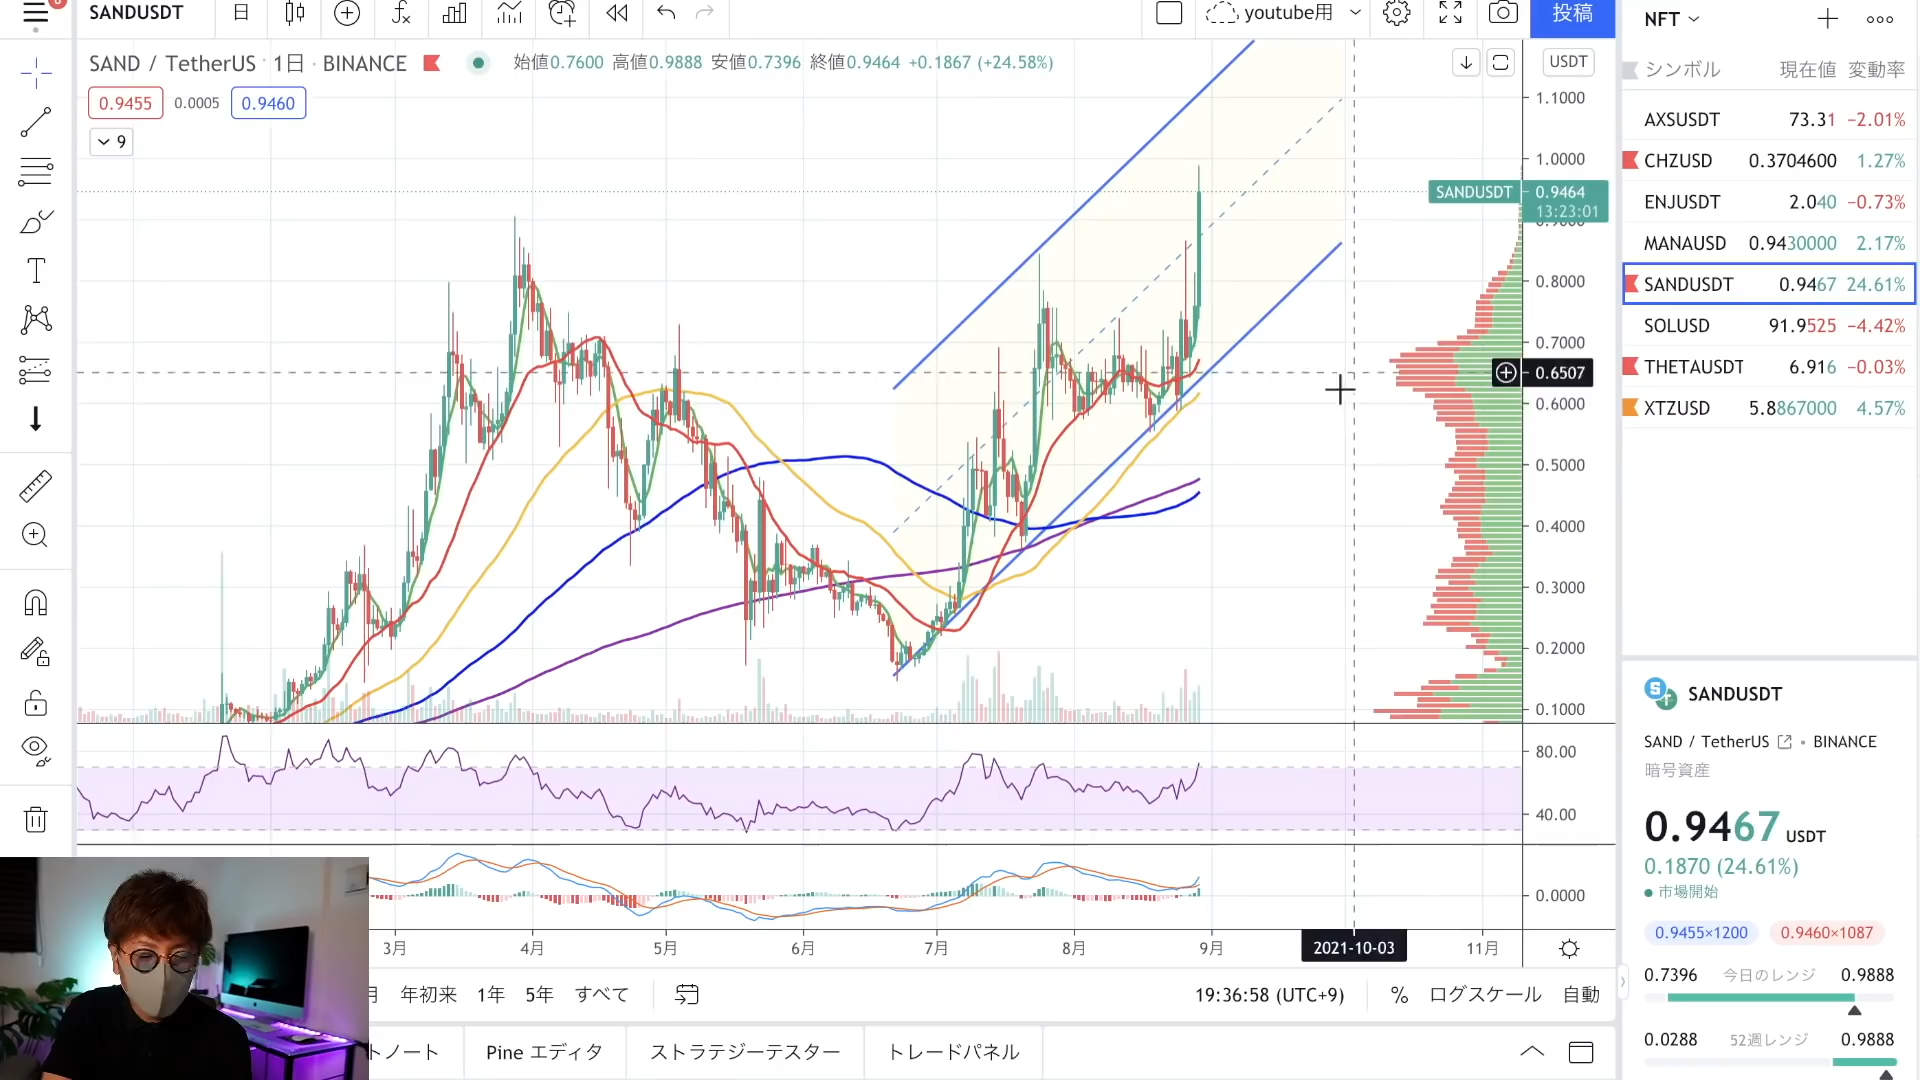 SANDUSDT
日
youtube用
投稿
SAND / TetherUS · 1日 · BINANCE
始値0.7600 高値0.9888 安値0.7396 終値0.9464 +0.1867 (+24.58%)
0.9455 0.0005 0.9460
9
USDT
1.1000
1.0000
SANDUSDT 0.9464
13:23:01
0.8000
0.7000
0.6507
0.6000
0.5000
0.4000
0.3000
0.2000
0.1000
80.00
40.00
0.0000
3月 4月 5月 6月 7月 8月 9月 2021-10-03 11月
月 年初来 1年 5年 すべて
19:36:58 (UTC+9) % ログスケール 自動
トノート Pine エディタ ストラテジーテスター トレードパネル
NFT
シンボル 現在値 変動率
AXSUSDT 73.31 −2.01%
CHZUSD 0.3704600 1.27%
ENJUSDT 2.040 −0.73%
MANAUSD 0.9430000 2.17%
SANDUSDT 0.9467 24.61%
SOLUSD 91.9525 −4.42%
THETAUSDT 6.916 −0.03%
XTZUSD 5.8867000 4.57%
SANDUSDT
SAND / TetherUS • BINANCE
暗号資産
0.9467 USDT
0.1870 (24.61%)
市場開始
0.9455×1200 0.9460×1087
0.7396 今日のレンジ 0.9888
0.0288 52週レンジ 0.9888